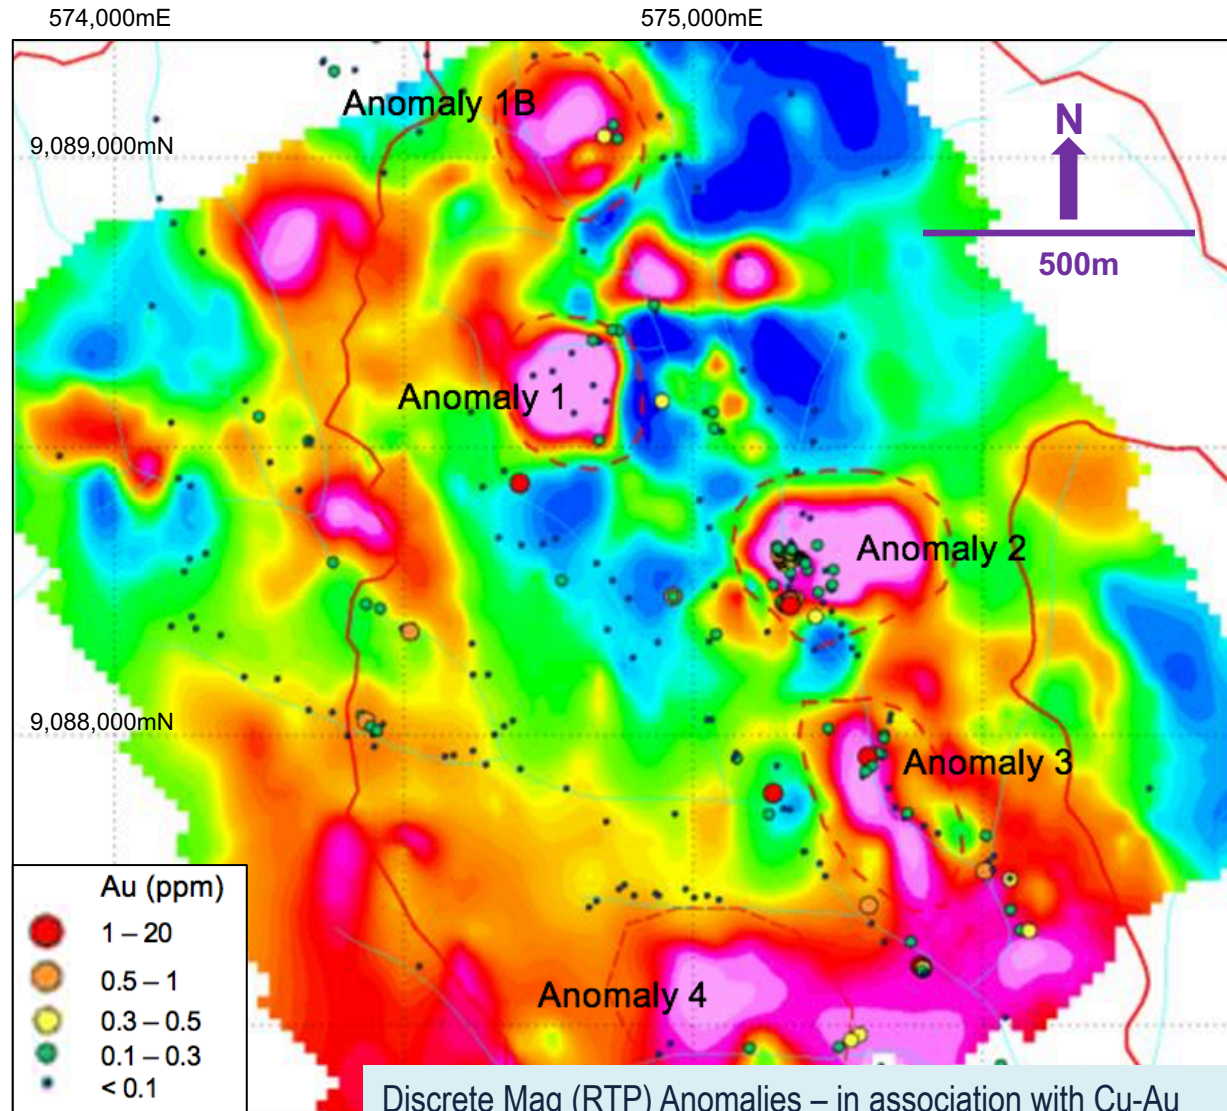 574,000mE
575,000mE
Anomaly 1B
N
9,089,000mN
500m
Anomaly 1
Anomaly 2
9,088,000mN
Anomaly 3
Au (ppm)
1 – 20
0.5 – 1
0.3 – 0.5
0.1 – 0.3
< 0.1
Anomaly 4
Discrete Mag (RTP) Anomalies – in association with Cu-Au